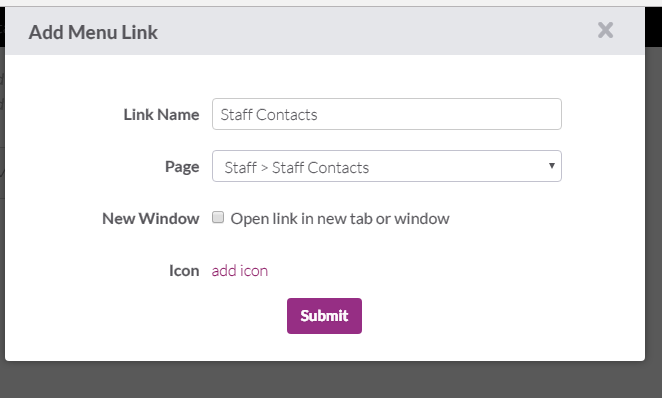 Add Menu Link
Link Name Staff Contacts
Page Staff > Staff Contacts
New Window Open link in new tab or window
Icon add icon
Submit